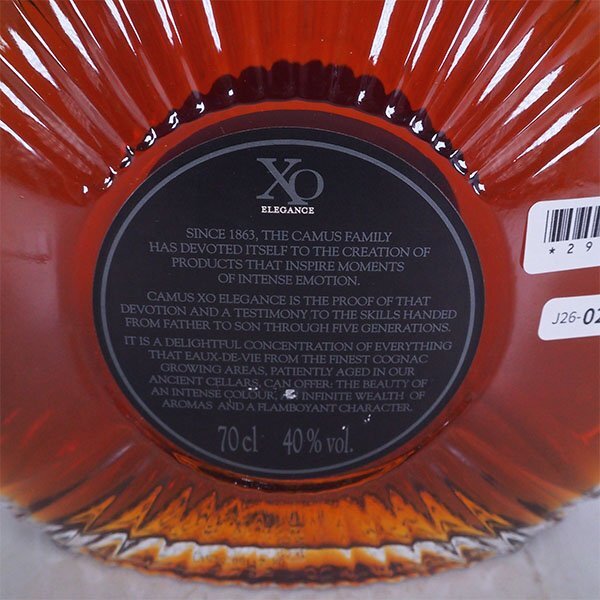 XO
ELEGANCE
SINCE 1863, THE CAMUS FAMILY
HAS DEVOTED ITSELF TO THE CREATION OF
PRODUCTS THAT INSPIRE MOMENTS
OF INTENSE EMOTION.
CAMUS XO ELEGANCE IS THE PROOF OF THAT
DEVOTION AND A TESTIMONY TO THE SKILLS HANDED
FROM FATHER TO SON THROUGH FIVE GENERATIONS.
IT IS A DELIGHTFUL CONCENTRATION OF EVERYTHING
THAT EAUX-DE-VIE FROM THE FINEST COGNAC
GROWING AREAS, PATIENTLY AGED IN OUR
ANCIENT CELLARS, CAN OFFER: THE BEAUTY OF
AN INTENSE COLOUR, AN INFINITE WEALTH OF
AROMAS AND A FLAMBOYANT CHARACTER.
70 cl 40 % vol.
*29
J26-02